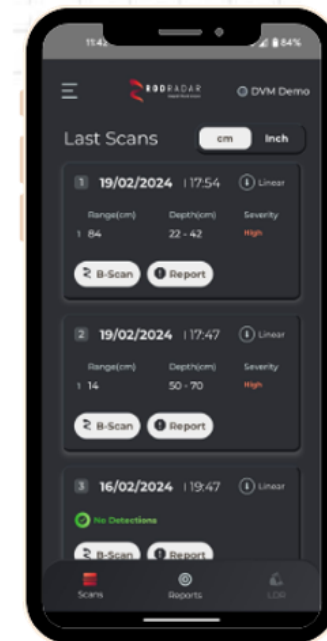 11:42 84%
RODRADAR DVM Demo
Last Scans cm Inch
1 19/02/2024 | 17:54 Linear
Range(cm) Depth(cm) Severity
1 84 22 - 42 High
B-Scan Report
2 19/02/2024 | 17:47 Linear
Range(cm) Depth(cm) Severity
1 14 50 - 70 High
B-Scan Report
3 16/02/2024 | 19:47 Linear
No Detections
B-Scan Report
Scans Reports LDR